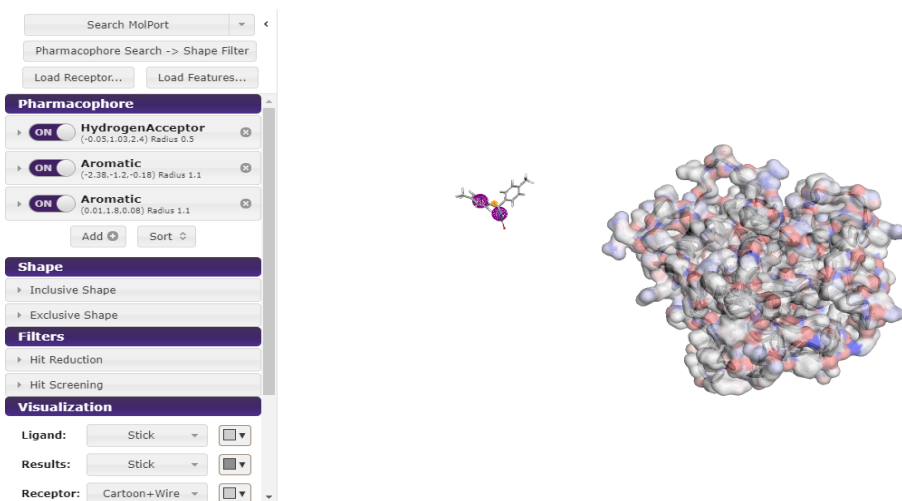 Search MolPort
Pharmacophore Search -> Shape Filter
Load Receptor... Load Features...
Pharmacophore
ON HydrogenAcceptor
(-0.05,1.03,2.4) Radius 0.5
ON Aromatic
(-2.38,-1.2,-0.18) Radius 1.1
ON Aromatic
(0.01,1.8,0.08) Radius 1.1
Add Sort
Shape
Inclusive Shape
Exclusive Shape
Filters
Hit Reduction
Hit Screening
Visualization
Ligand: Stick
Results: Stick
Receptor: Cartoon+Wire